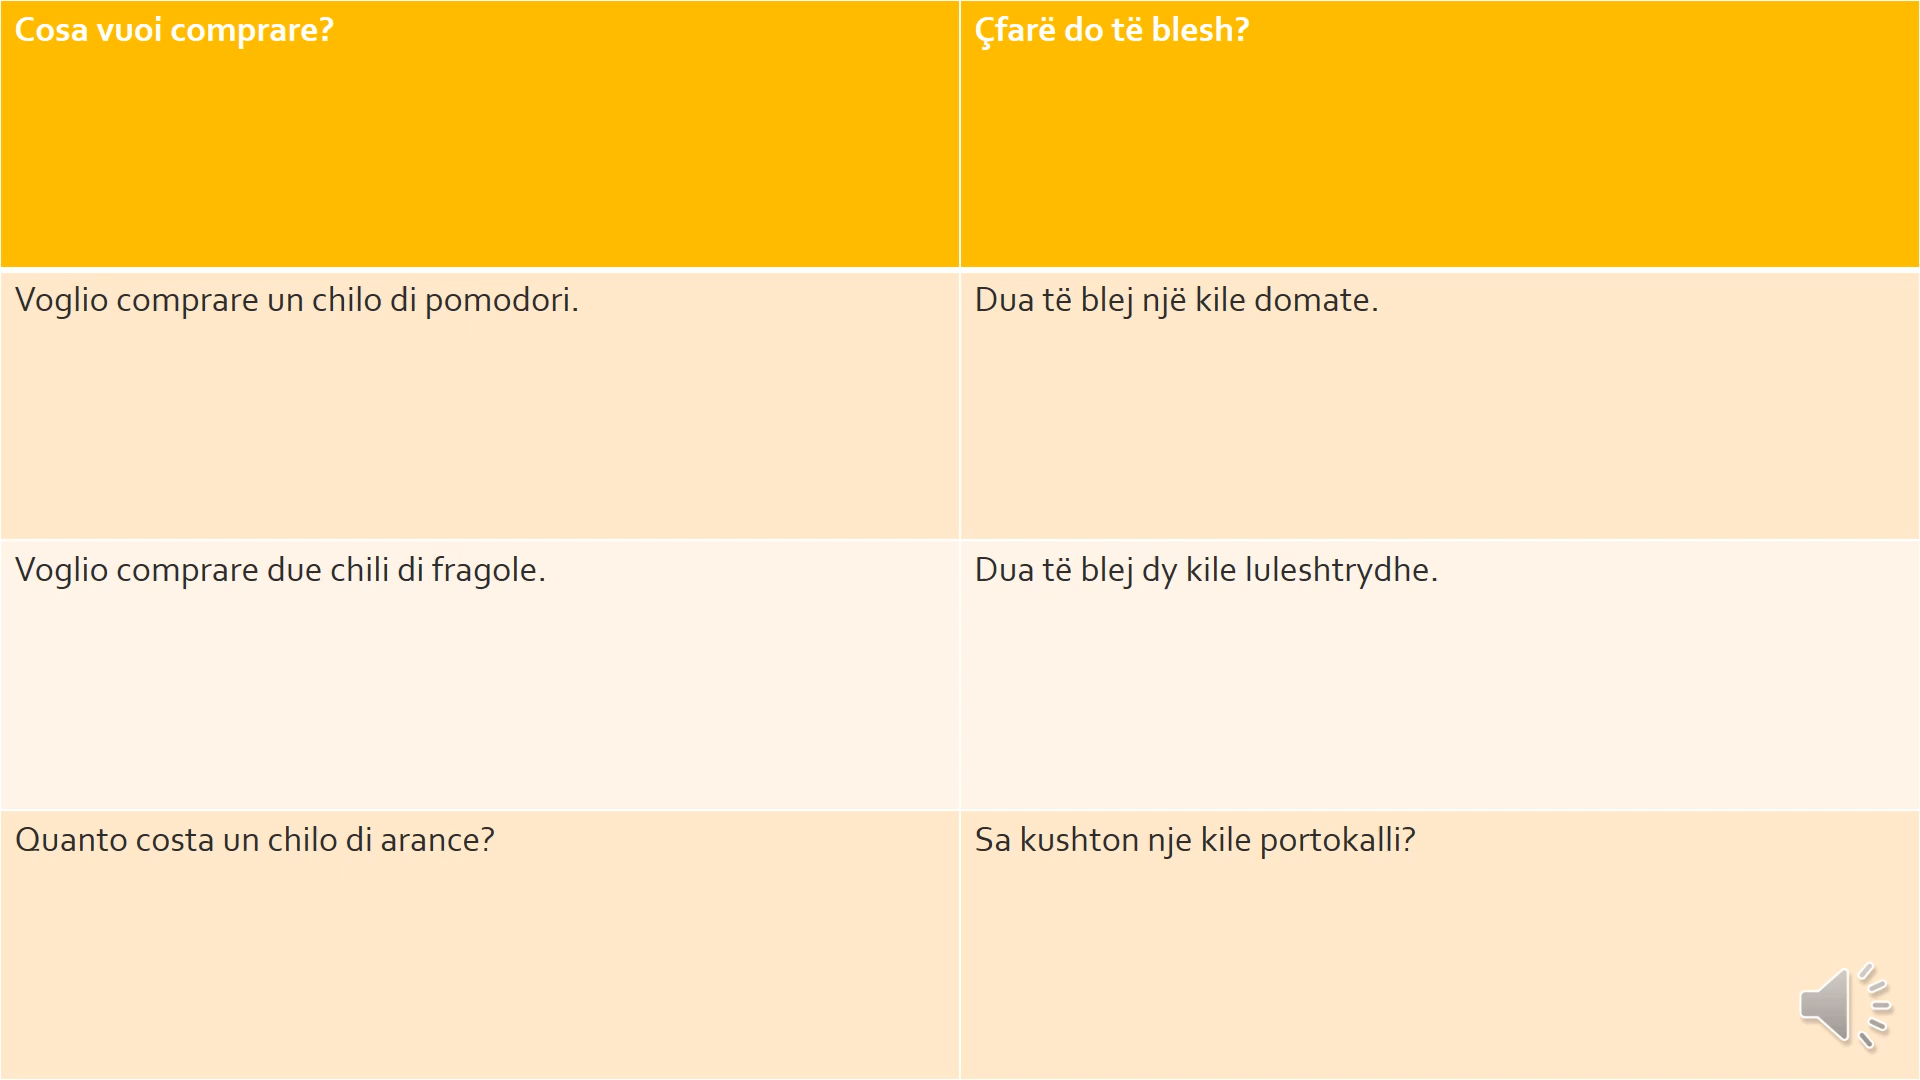 Cosa vuoi comprare?
Çfarë do të blesh?
Voglio comprare un chilo di pomodori.
Dua të blej një kile domate.
Voglio comprare due chili di fragole.
Dua të blej dy kile luleshtrydhe.
Quanto costa un chilo di arance?
Sa kushton nje kile portokalli?